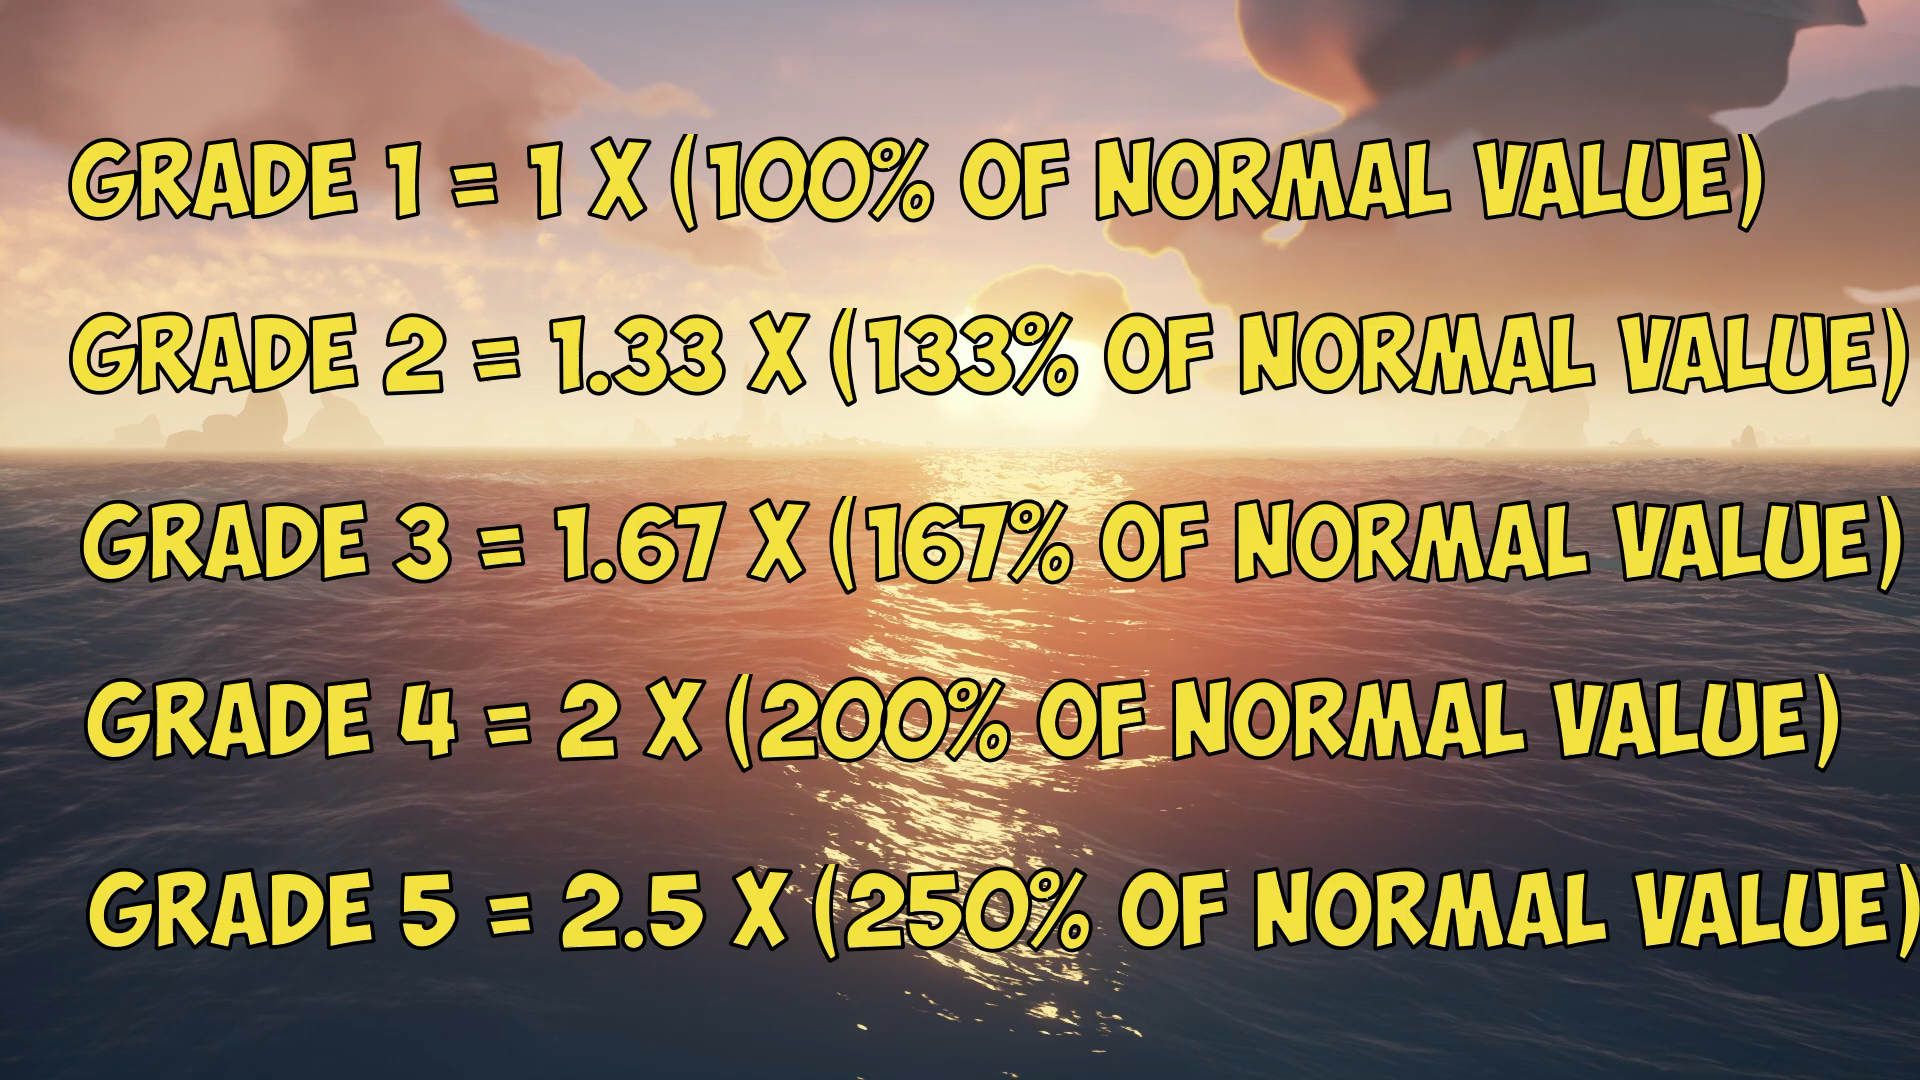 GRADE 1 = 1 X (100% OF NORMAL VALUE)
GRADE 2 = 1.33 X (133% OF NORMAL VALUE)
GRADE 3 = 1.67 X (167% OF NORMAL VALUE)
GRADE 4 = 2 X (200% OF NORMAL VALUE)
GRADE 5 = 2.5 X (250% OF NORMAL VALUE)